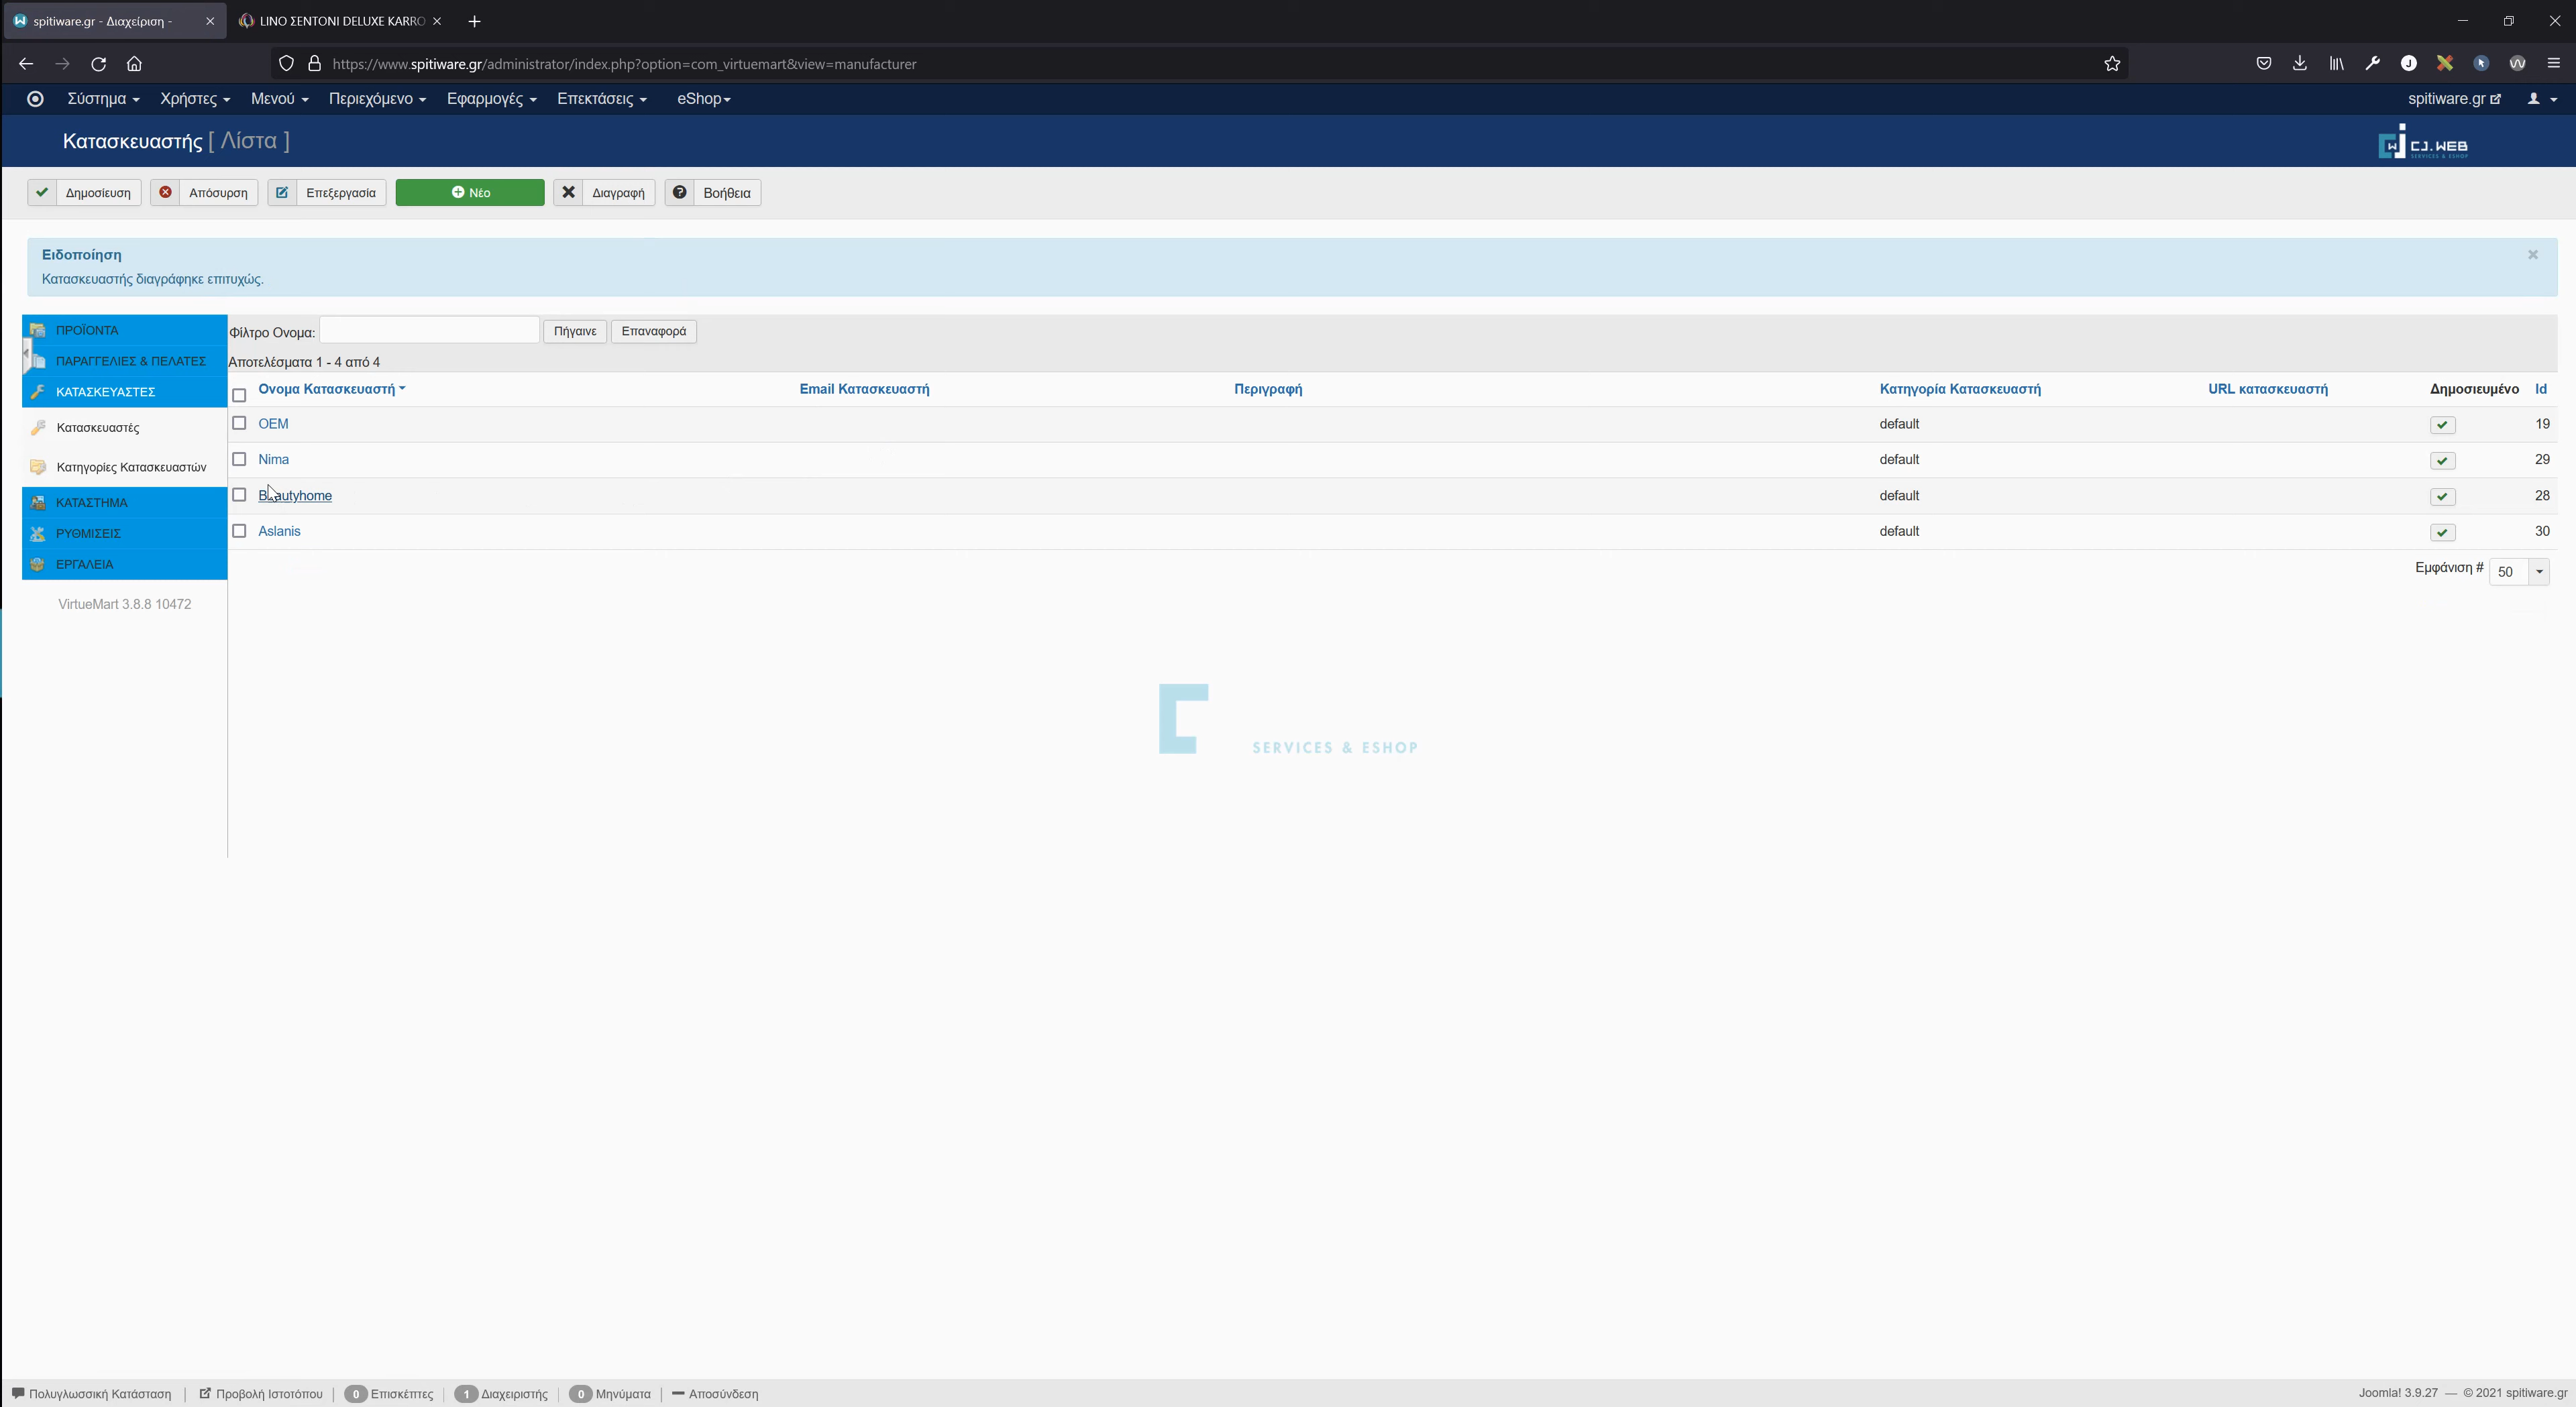 spitiware.gr - Διαχείριση -
LINO ΣΕΝΤΟΝΙ DELUXE KARRO
https://www.spitiware.gr/administrator/index.php?option=com_virtuemart&view=manufacturer
Σύστημα Χρήστες Μενού Περιεχόμενο Εφαρμογές Επεκτάσεις eShop spitiware.gr
Κατασκευαστής [ Λίστα ]
CJ.WEB
SERVICES & ESHOP
Δημοσίευση Απόσυρση Επεξεργασία Νέο Διαγραφή Βοήθεια
Ειδοποίηση
Κατασκευαστής διαγράφηκε επιτυχώς.
ΠΡΟΪΟΝΤΑ
ΠΑΡΑΓΓΕΛΙΕΣ & ΠΕΛΑΤΕΣ
ΚΑΤΑΣΚΕΥΑΣΤΕΣ
Κατασκευαστές
Κατηγορίες Κατασκευαστών
ΚΑΤΑΣΤΗΜΑ
ΡΥΘΜΙΣΕΙΣ
ΕΡΓΑΛΕΙΑ
VirtueMart 3.8.8 10472
Φίλτρο Ονομα: Πήγαινε Επαναφορά
Αποτελέσματα 1 - 4 από 4
Ονομα Κατασκευαστή Email Κατασκευαστή Περιγραφή Κατηγορία Κατασκευαστή URL κατασκευαστή Δημοσιευμένο Id
OEM default 19
Nima default 29
Beautyhome default 28
Aslanis default 30
Εμφάνιση # 50
SERVICES & ESHOP
Πολυγλωσσική Κατάσταση Προβολή Ιστοτόπου 0 Επισκέπτες 1 Διαχειριστής 0 Μηνύματα Αποσύνδεση Joomla! 3.9.27 — © 2021 spitiware.gr